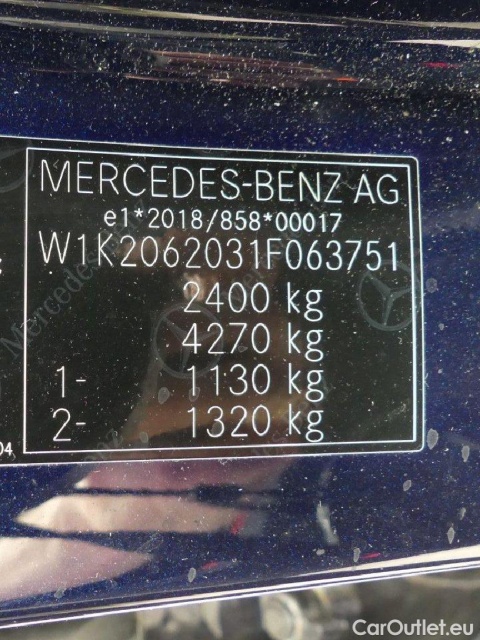 MERCEDES-BENZ AG
e1*2018/858*00017
W1K2062031F063751
2400 kg
4270 kg
1- 1130 kg
2- 1320 kg
04
CarOutlet.eu